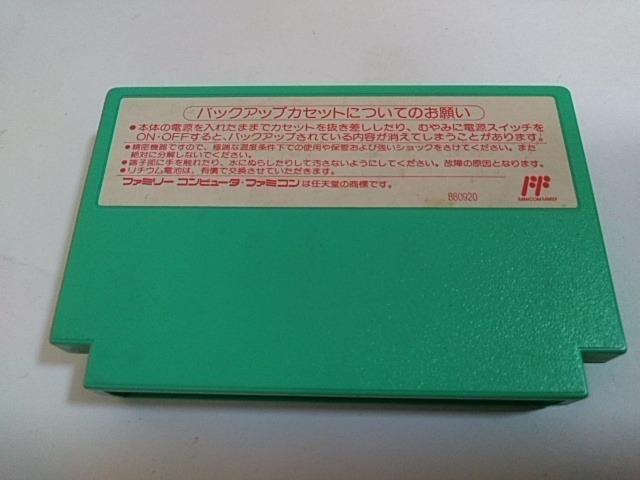 バックアップカセットについてのお願い
●本体の電源を入れたままでカセットを抜き差ししたり、むやみに電源スイッチを
ON・OFFすると、バックアップされている内容が消えてしまうことがあります。
●精密機器ですので、極端な温度条件下での使用や保管および強いショックをさけてください。また
絶対に分解しないでください。
●端子部に手を触れたり、水にぬらしたりして汚さないようにしてください。故障の原因となります。
●リチウム電池は、有償で交換させていただきます。
ファミリー コンピュータ・ファミコンは任天堂の商標です。
880920
FAMICOM FAMILY